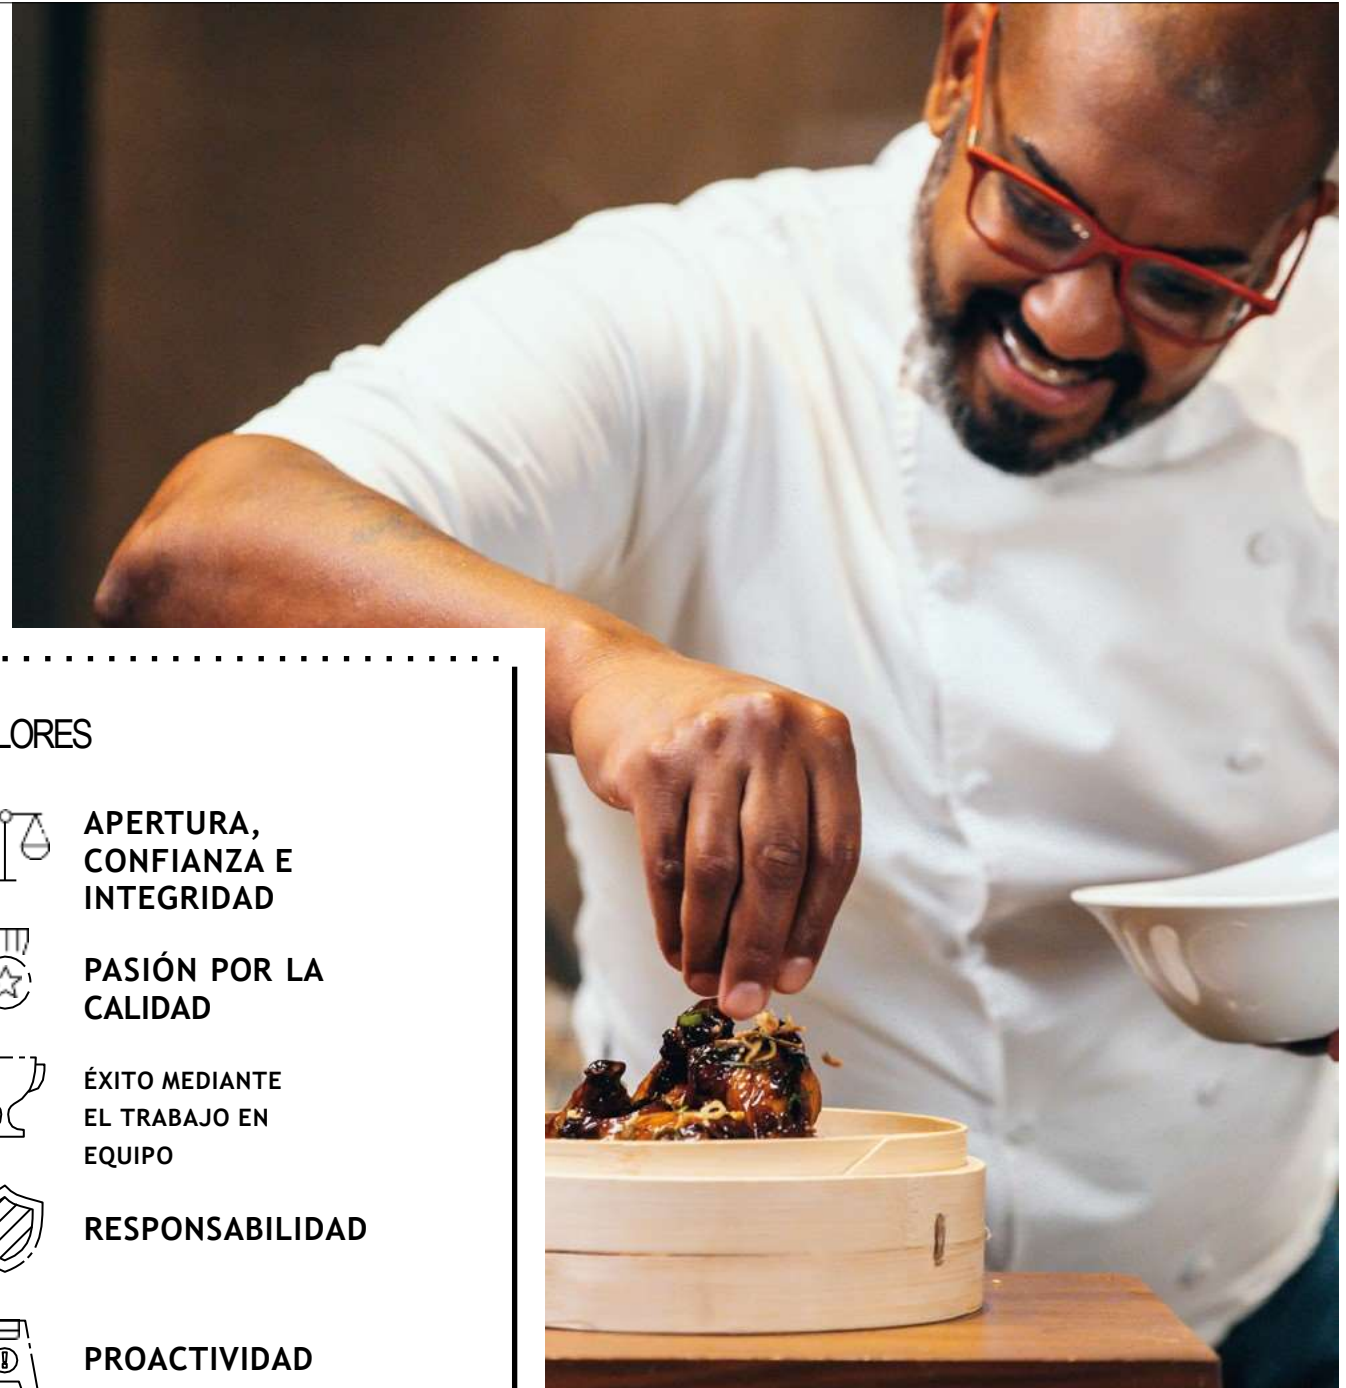 LORES
APERTURA,
CONFIANZA E
INTEGRIDAD
PASIÓN POR LA
CALIDAD
ÉXITO MEDIANTE
EL TRABAJO EN
EQUIPO
RESPONSABILIDAD
PROACTIVIDAD